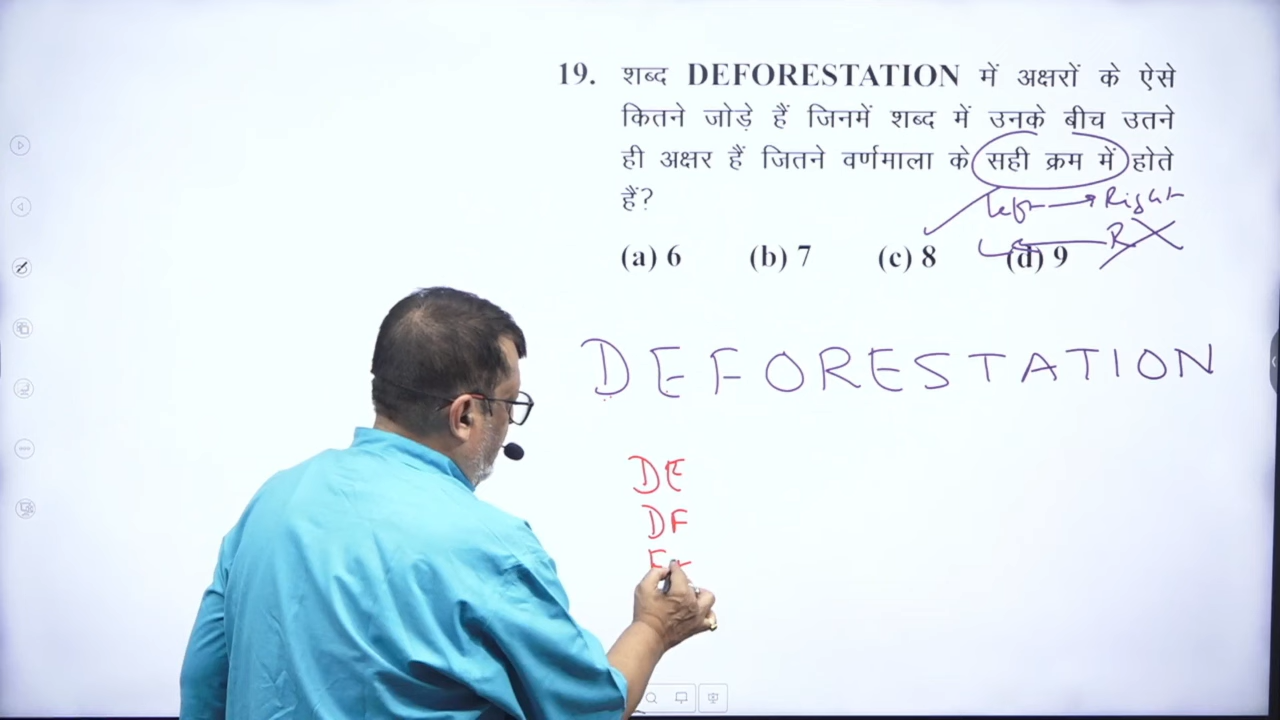 19. शब्द DEFORESTATION में अक्षरों के ऐसे
कितने जोड़े हैं जिनमें शब्द में उनके बीच उतने
ही अक्षर हैं जितने वर्णमाला के सही क्रम में होते
हैं?
Left → Right
L ← R
(a) 6 (b) 7 (c) 8 (d) 9
DEFORESTATION
DE
DF